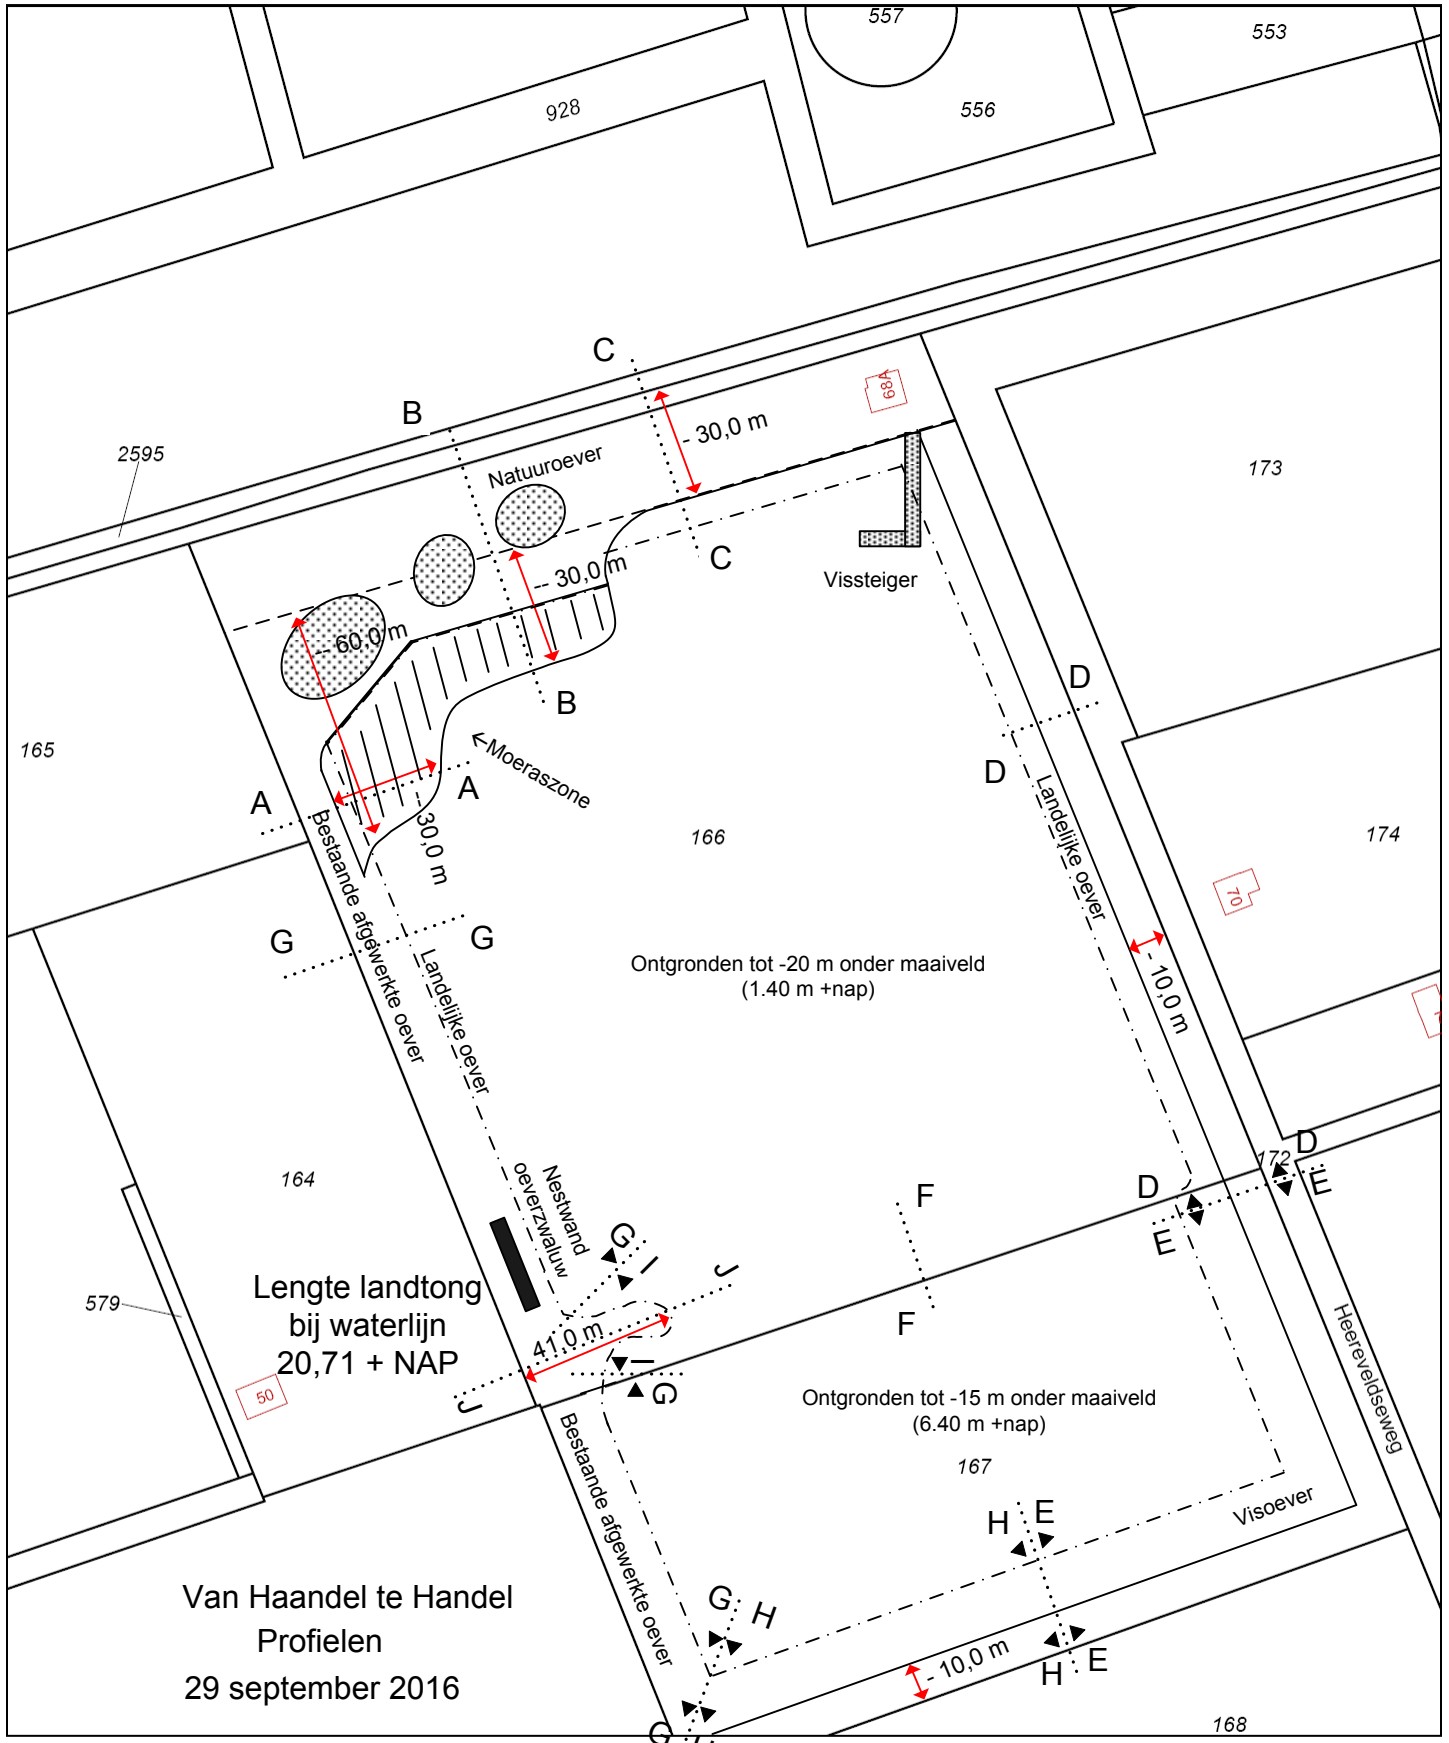 557
553
928
556
C
68A
B
- 30,0 m
2595
Natuuroever
173
C
-- 30,0 m
Vissteiger
-- 60,0 m
D
B
165
←Moeraszone
D
A
A
Landelijke oever
-- 30,0 m
Bestaande afgewerkte oever
166
174
70
G
G
Landelijke oever
Ontgronden tot -20 m onder maaiveld
(1.40 m +nap)
- 10,0 m
D
172
E
164
Nestwand
oeverzwaluw
F
D
E
G
I
J
Lengte landtong
bij waterlijn
20,71 + NAP
579
41,0 m
F
Heereveldseweg
I
G
J
50
Ontgronden tot -15 m onder maaiveld
(6.40 m +nap)
Bestaande afgewerkte oever
167
Visoever
H
E
Van Haandel te Handel
Profielen
29 september 2016
G
H
- 10,0 m
H
E
168
G